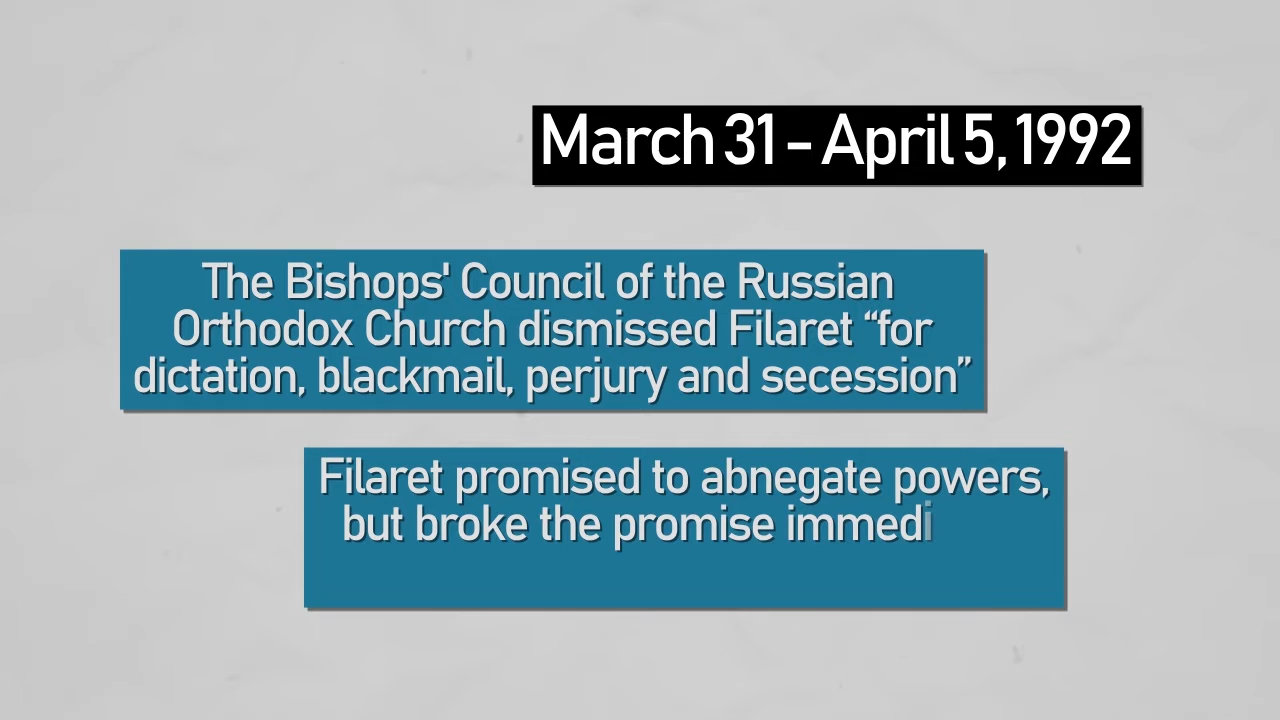 March 31 – April 5, 1992
The Bishops' Council of the Russian
Orthodox Church dismissed Filaret “for
dictation, blackmail, perjury and secession”
Filaret promised to abnegate powers,
but broke the promise immedi